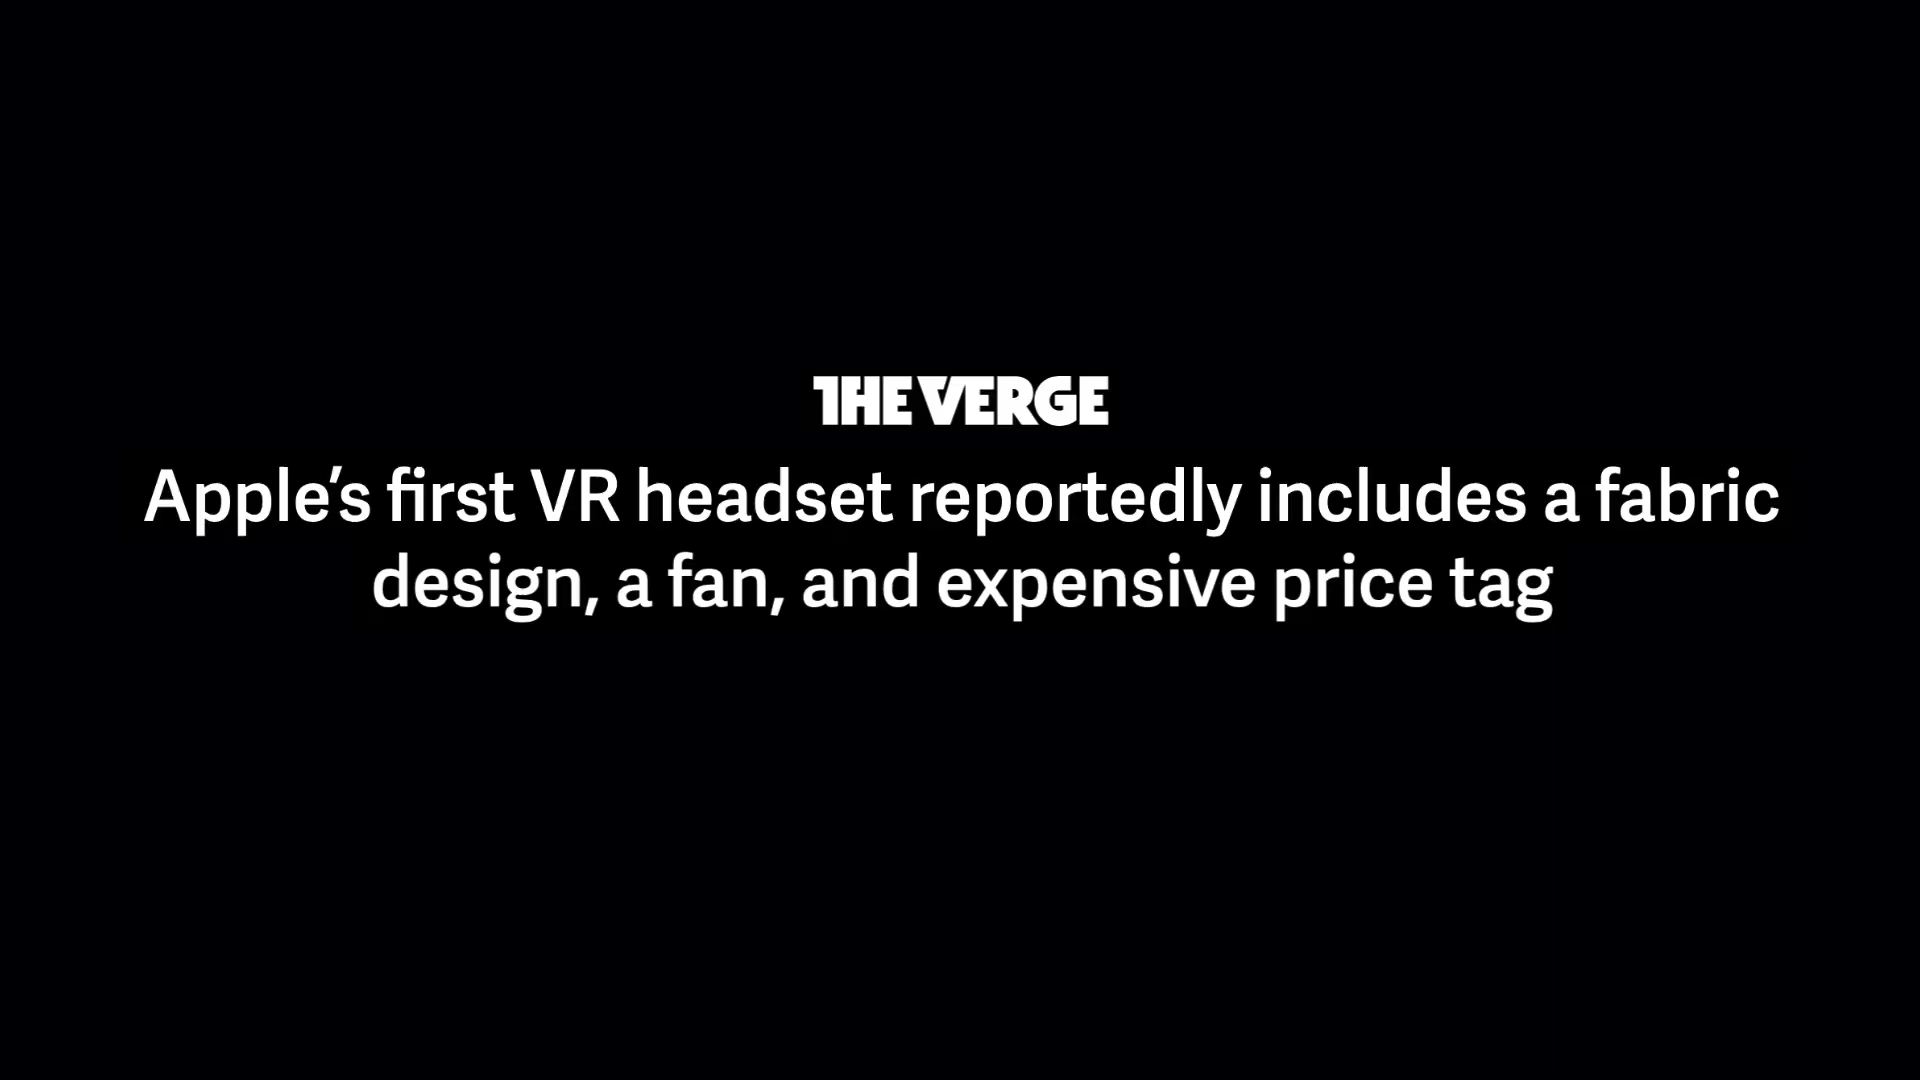 THE VERGE
Apple’s first VR headset reportedly includes a fabric
design, a fan, and expensive price tag